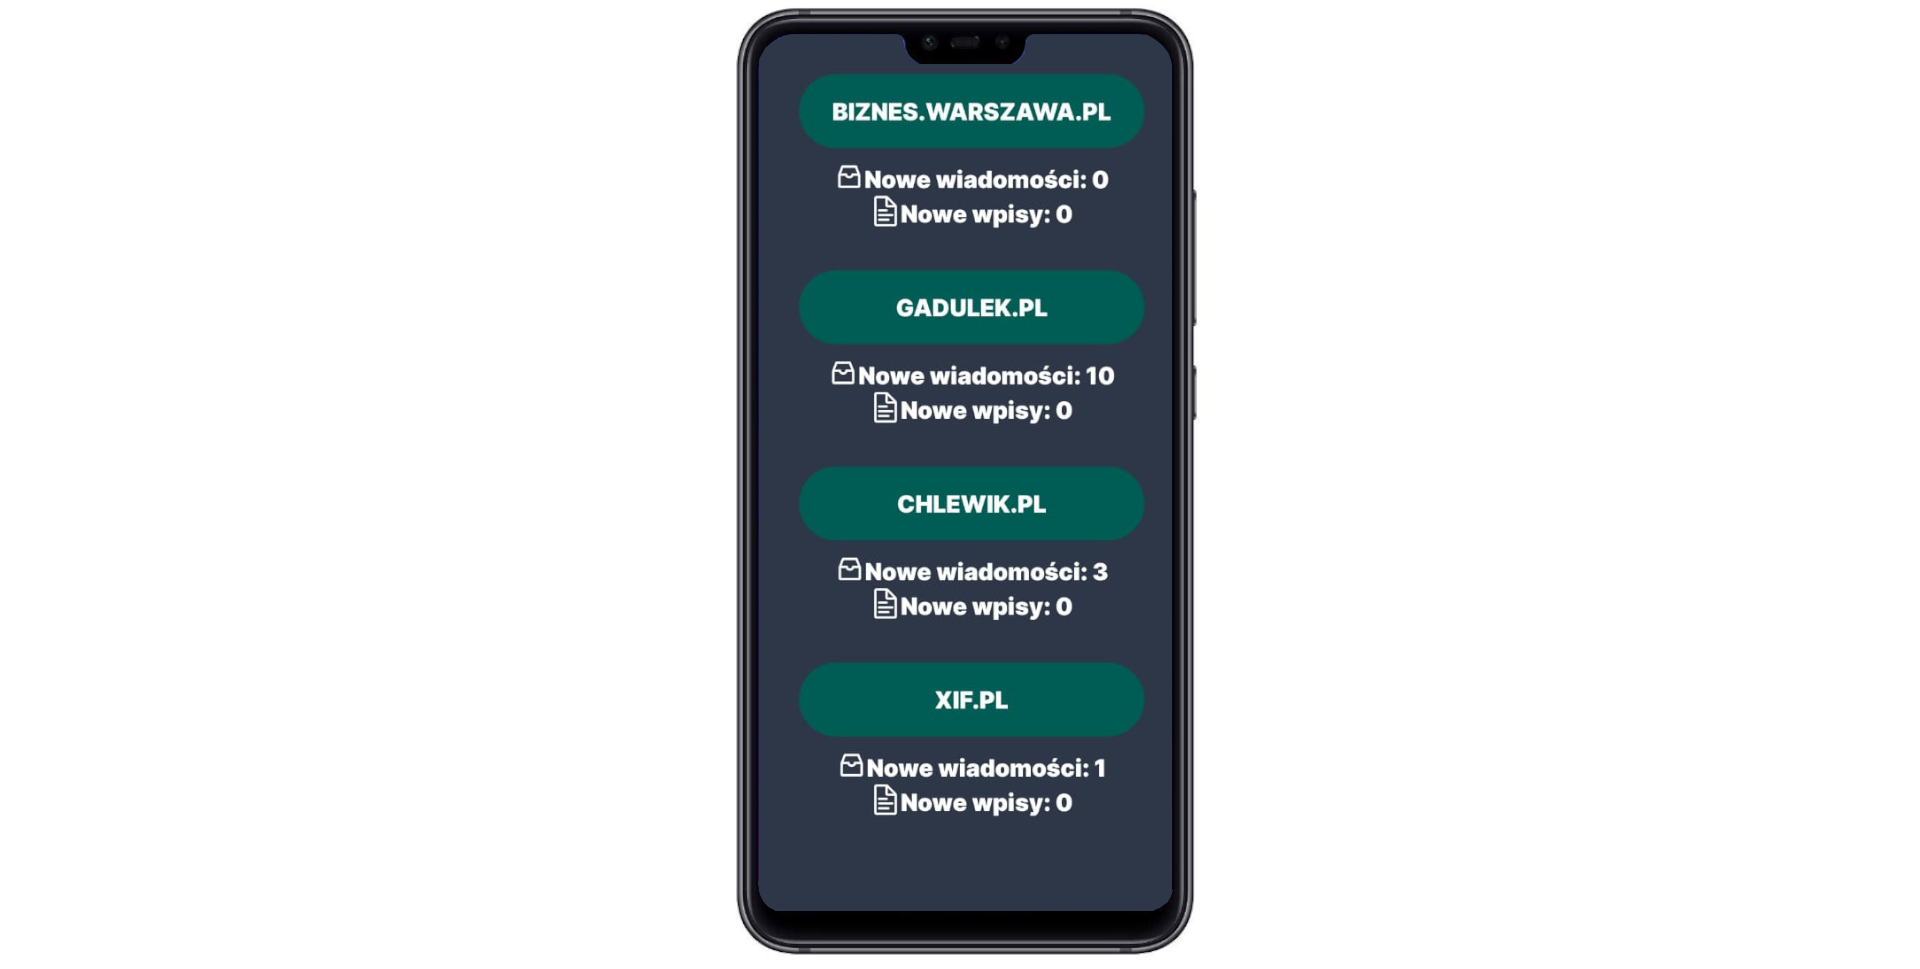 BIZNES.WARSZAWA.PL
Nowe wiadomości: 0
Nowe wpisy: 0
GADULEK.PL
Nowe wiadomości: 10
Nowe wpisy: 0
CHLEWIK.PL
Nowe wiadomości: 3
Nowe wpisy: 0
XIF.PL
Nowe wiadomości: 1
Nowe wpisy: 0